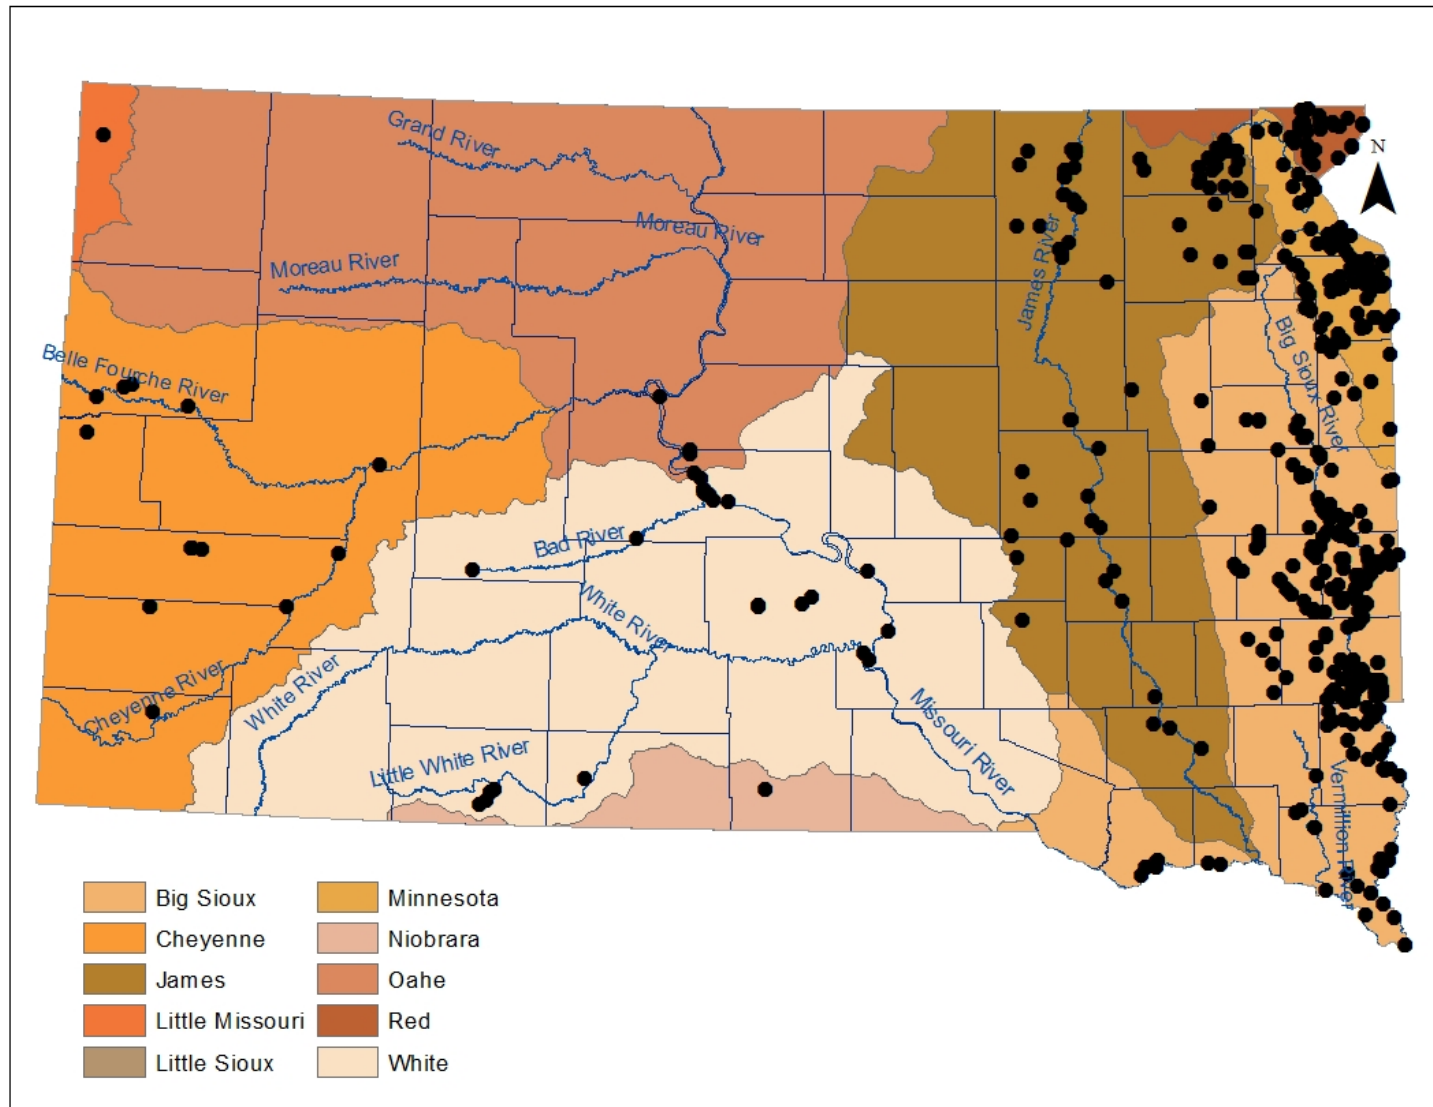 Grand River
N
Moreau River
Moreau River
James River
Belle Fourche River
Big Sioux River
Bad River
White River
Cheyenne River
White River
Missouri River
Little White River
Vermillion River
Big Sioux
Minnesota
Cheyenne
Niobrara
James
Oahe
Little Missouri
Red
Little Sioux
White